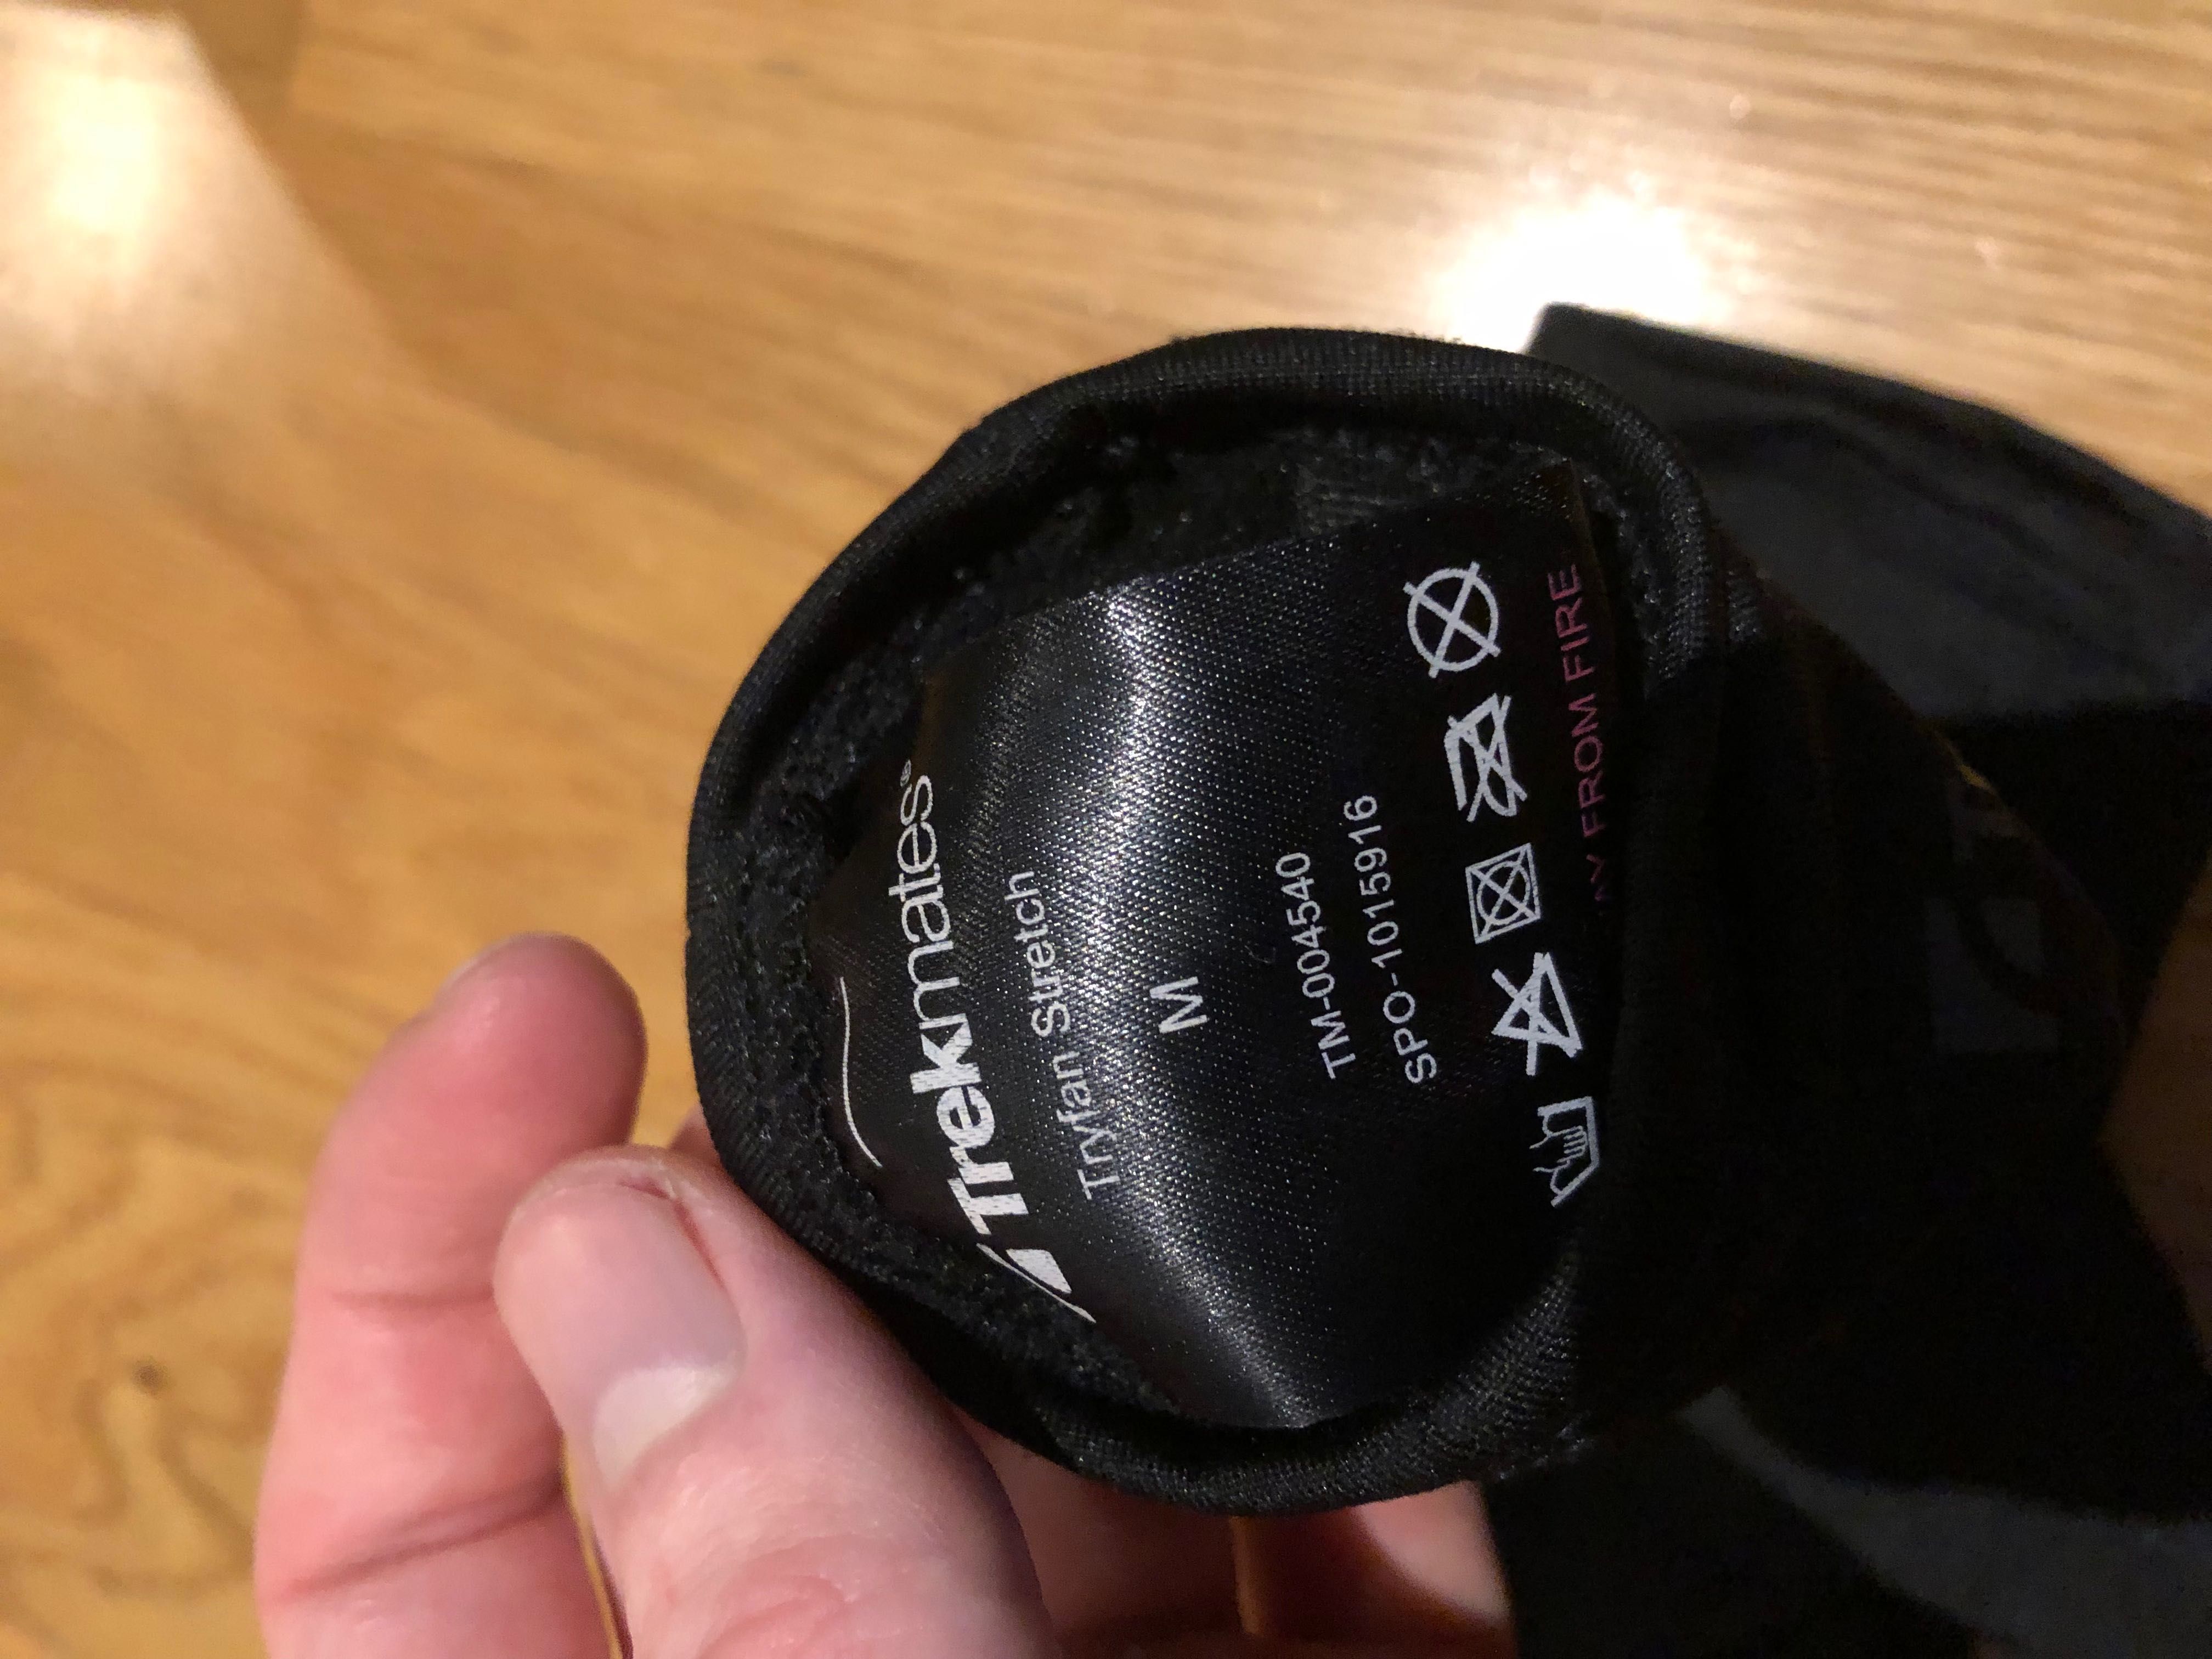 Trekmates®
Tryfan Stretch
M
TM-004540
SPO-1015916
FROM FIRE